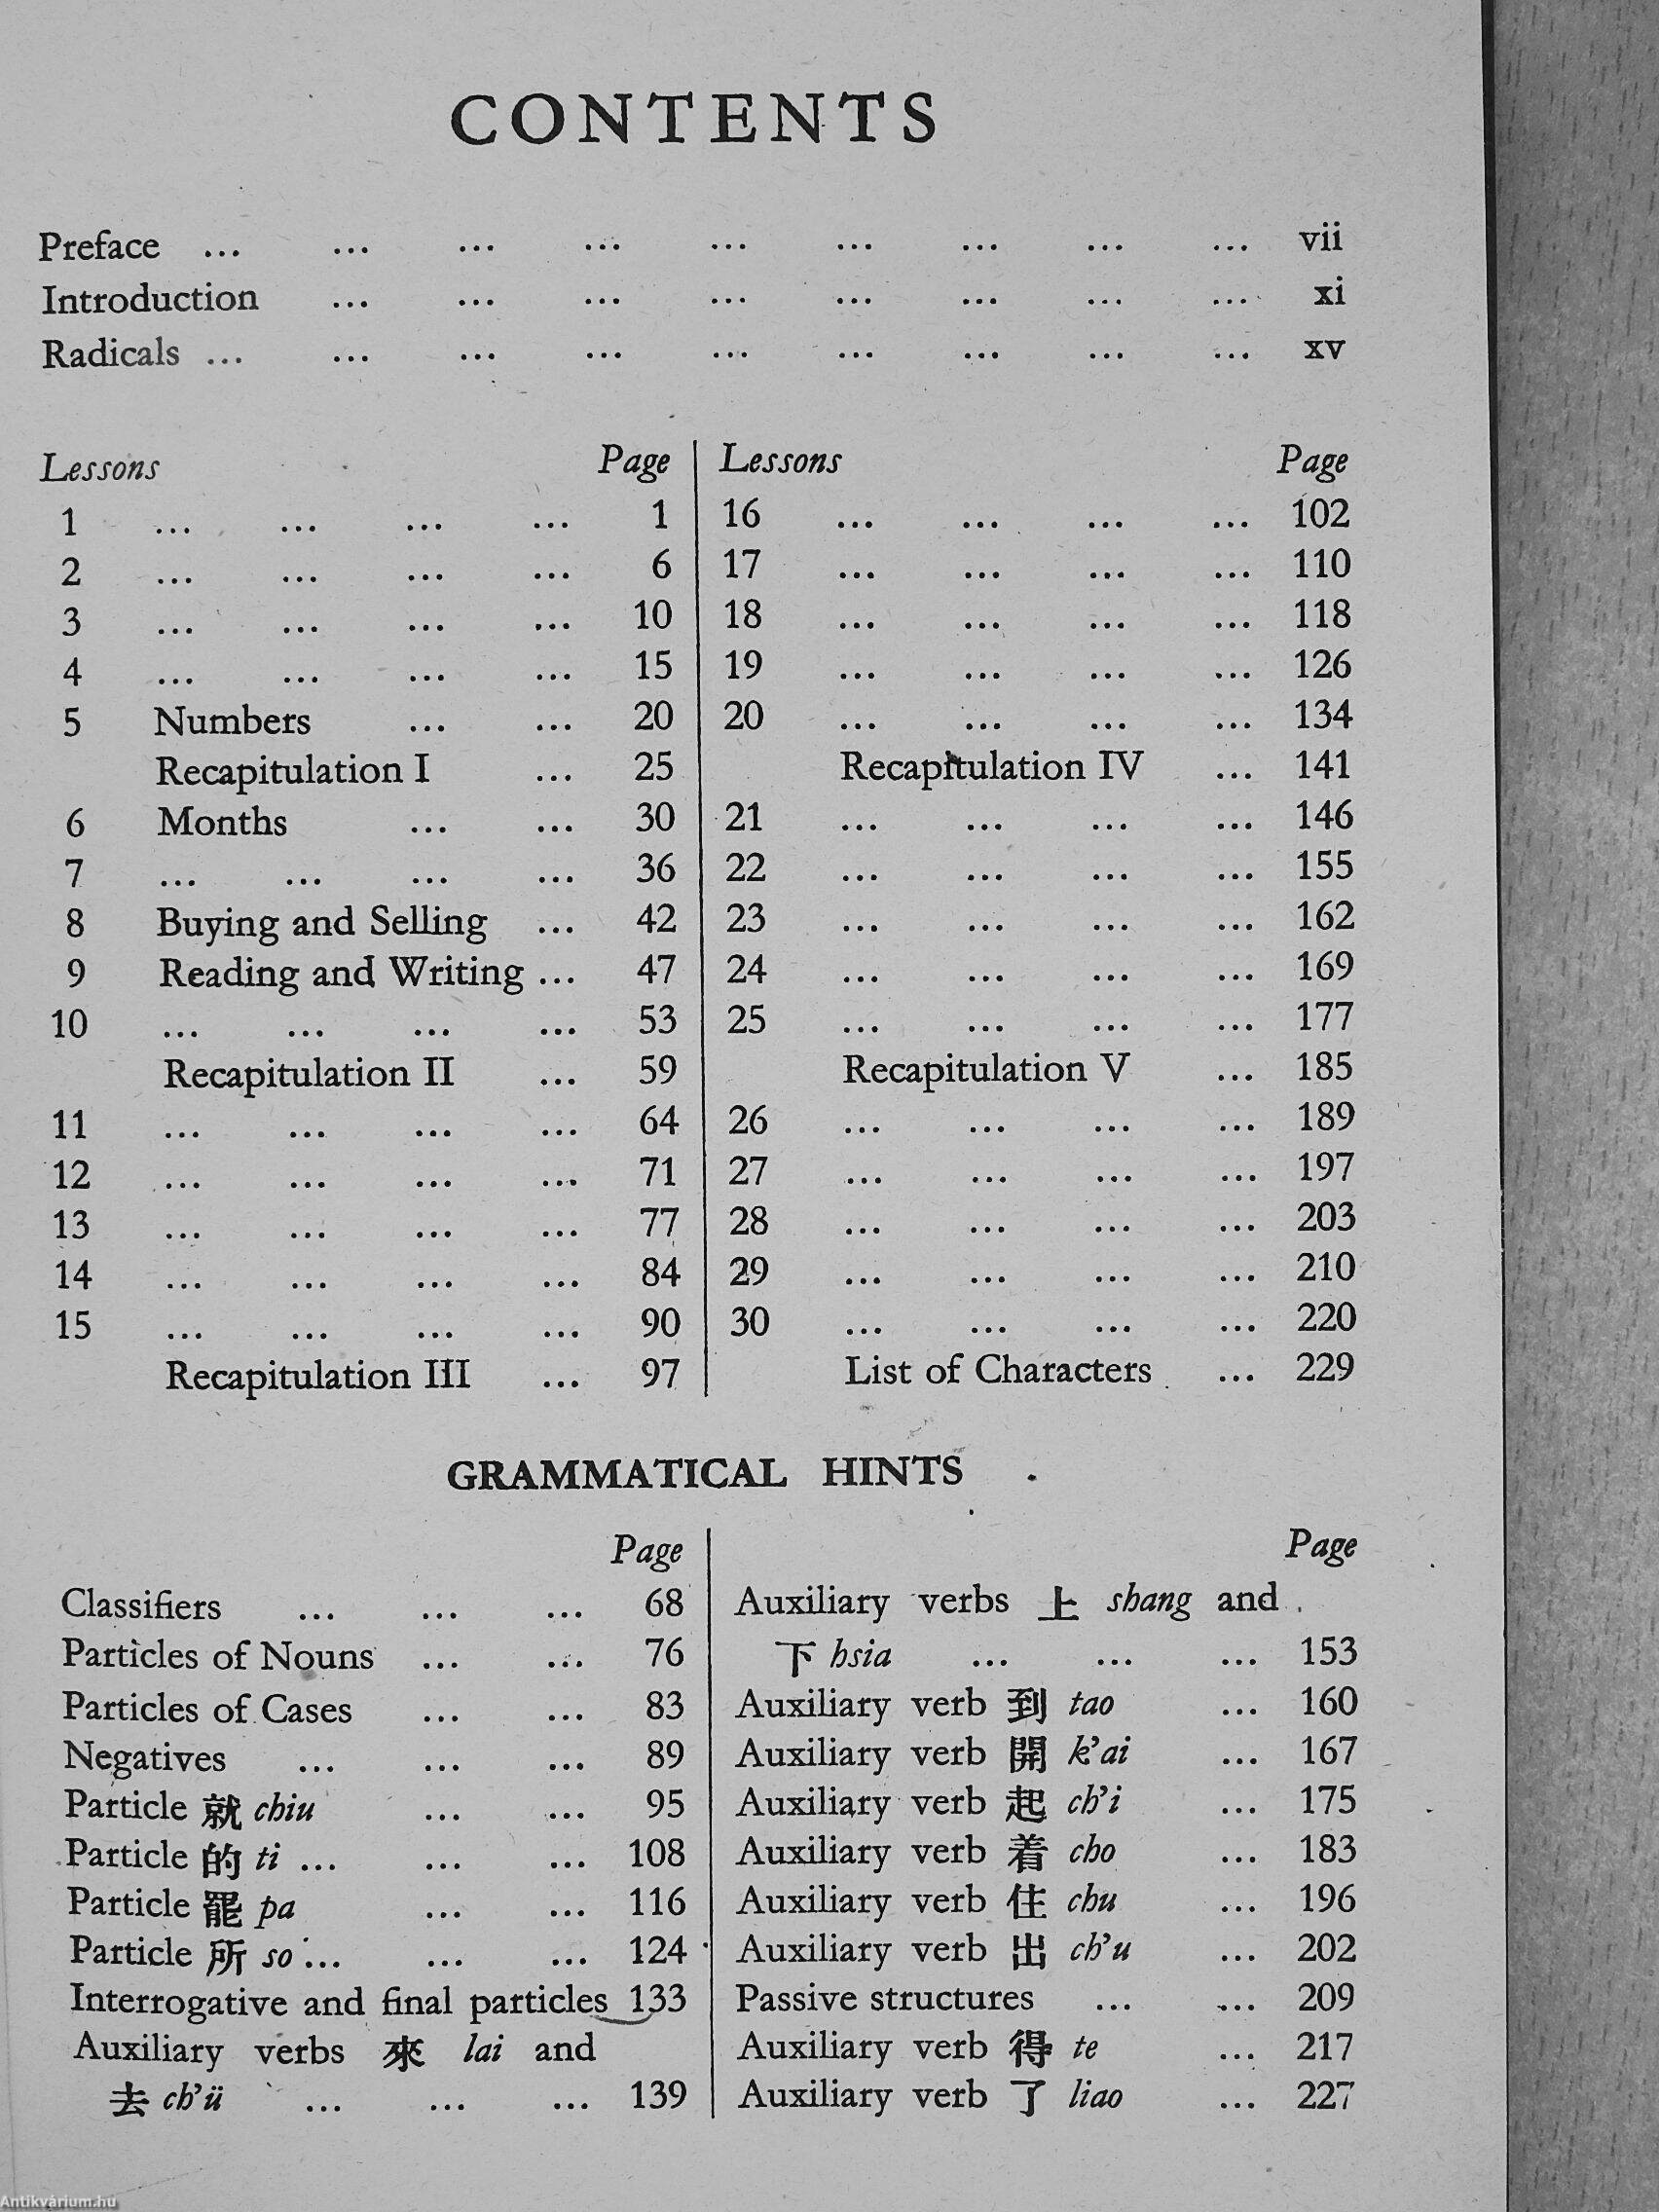 CONTENTS
Preface ... ... ... ... ... ... ... ... ... vii
Introduction ... ... ... ... ... ... ... ... xi
Radicals ... ... ... ... ... ... ... ... ... xv
Lessons Page
1 ... ... ... ... 1
2 ... ... ... ... 6
3 ... ... ... ... 10
4 ... ... ... ... 15
5 Numbers ... ... 20
Recapitulation I ... 25
6 Months ... ... 30
7 ... ... ... ... 36
8 Buying and Selling ... 42
9 Reading and Writing ... 47
10 ... ... ... ... 53
Recapitulation II ... 59
11 ... ... ... ... 64
12 ... ... ... ... 71
13 ... ... ... ... 77
14 ... ... ... ... 84
15 ... ... ... ... 90
Recapitulation III ... 97
Lessons Page
16 ... ... ... ... 102
17 ... ... ... ... 110
18 ... ... ... ... 118
19 ... ... ... ... 126
20 ... ... ... ... 134
Recapitulation IV ... 141
21 ... ... ... ... 146
22 ... ... ... ... 155
23 ... ... ... ... 162
24 ... ... ... ... 169
25 ... ... ... ... 177
Recapitulation V ... 185
26 ... ... ... ... 189
27 ... ... ... ... 197
28 ... ... ... ... 203
29 ... ... ... ... 210
30 ... ... ... ... 220
List of Characters ... 229
GRAMMATICAL HINTS
Page
Classifiers ... ... ... 68
Particles of Nouns ... ... 76
Particles of Cases ... ... 83
Negatives ... ... ... 89
Particle 就 chiu ... ... 95
Particle 的 ti ... ... ... 108
Particle 罷 pa ... ... 116
Particle 所 so ... ... ... 124
Interrogative and final particles 133
Auxiliary verbs 來 lai and
去 ch'ü ... ... ... 139
Page
Auxiliary verbs 上 shang and
下 hsia ... ... ... 153
Auxiliary verb 到 tao ... 160
Auxiliary verb 開 k'ai ... 167
Auxiliary verb 起 ch'i ... 175
Auxiliary verb 着 cho ... 183
Auxiliary verb 住 chu ... 196
Auxiliary verb 出 ch'u ... 202
Passive structures ... ... 209
Auxiliary verb 得 te ... 217
Auxiliary verb 了 liao ... 227
Antikvárium.hu